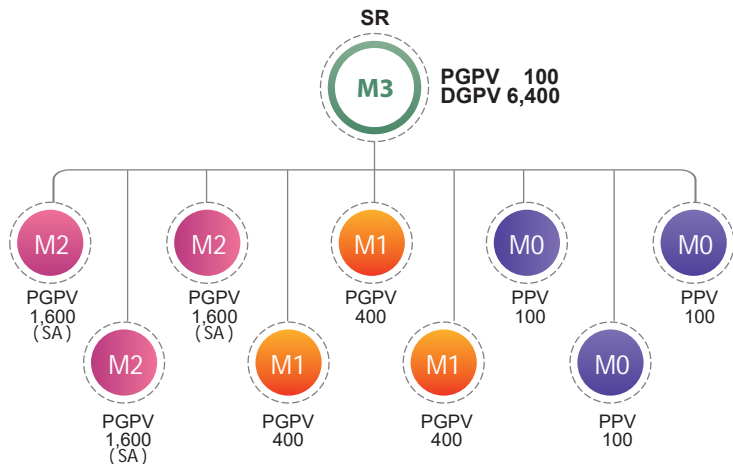 SR
M3
PGPV 100
DGPV 6,400
M2
M2
M1
M0
M0
PGPV
1,600
(SA)
PGPV
1,600
(SA)
PGPV
400
PPV
100
PPV
100
M2
M1
M1
M0
PGPV
1,600
(SA)
PGPV
400
PGPV
400
PPV
100